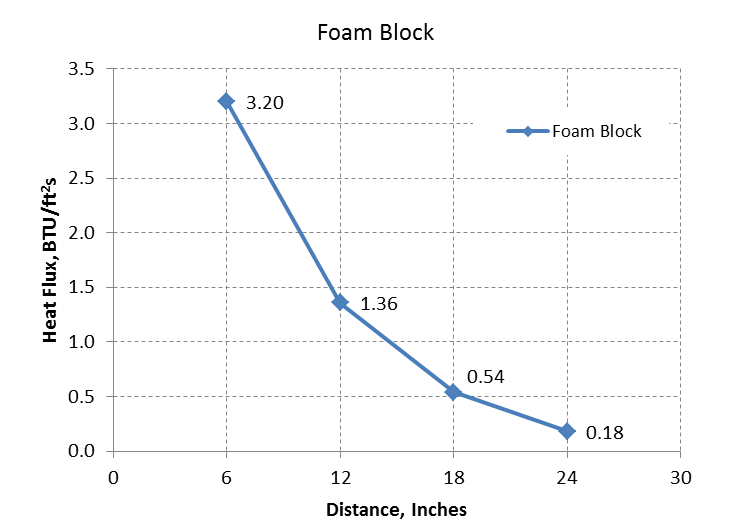 Foam Block
3.5
3.0
2.5
2.0
1.5
1.0
0.5
0.0
Heat Flux, BTU/ft²s
3.20
1.36
0.54
0.18
Foam Block
0 6 12 18 24 30
Distance, Inches